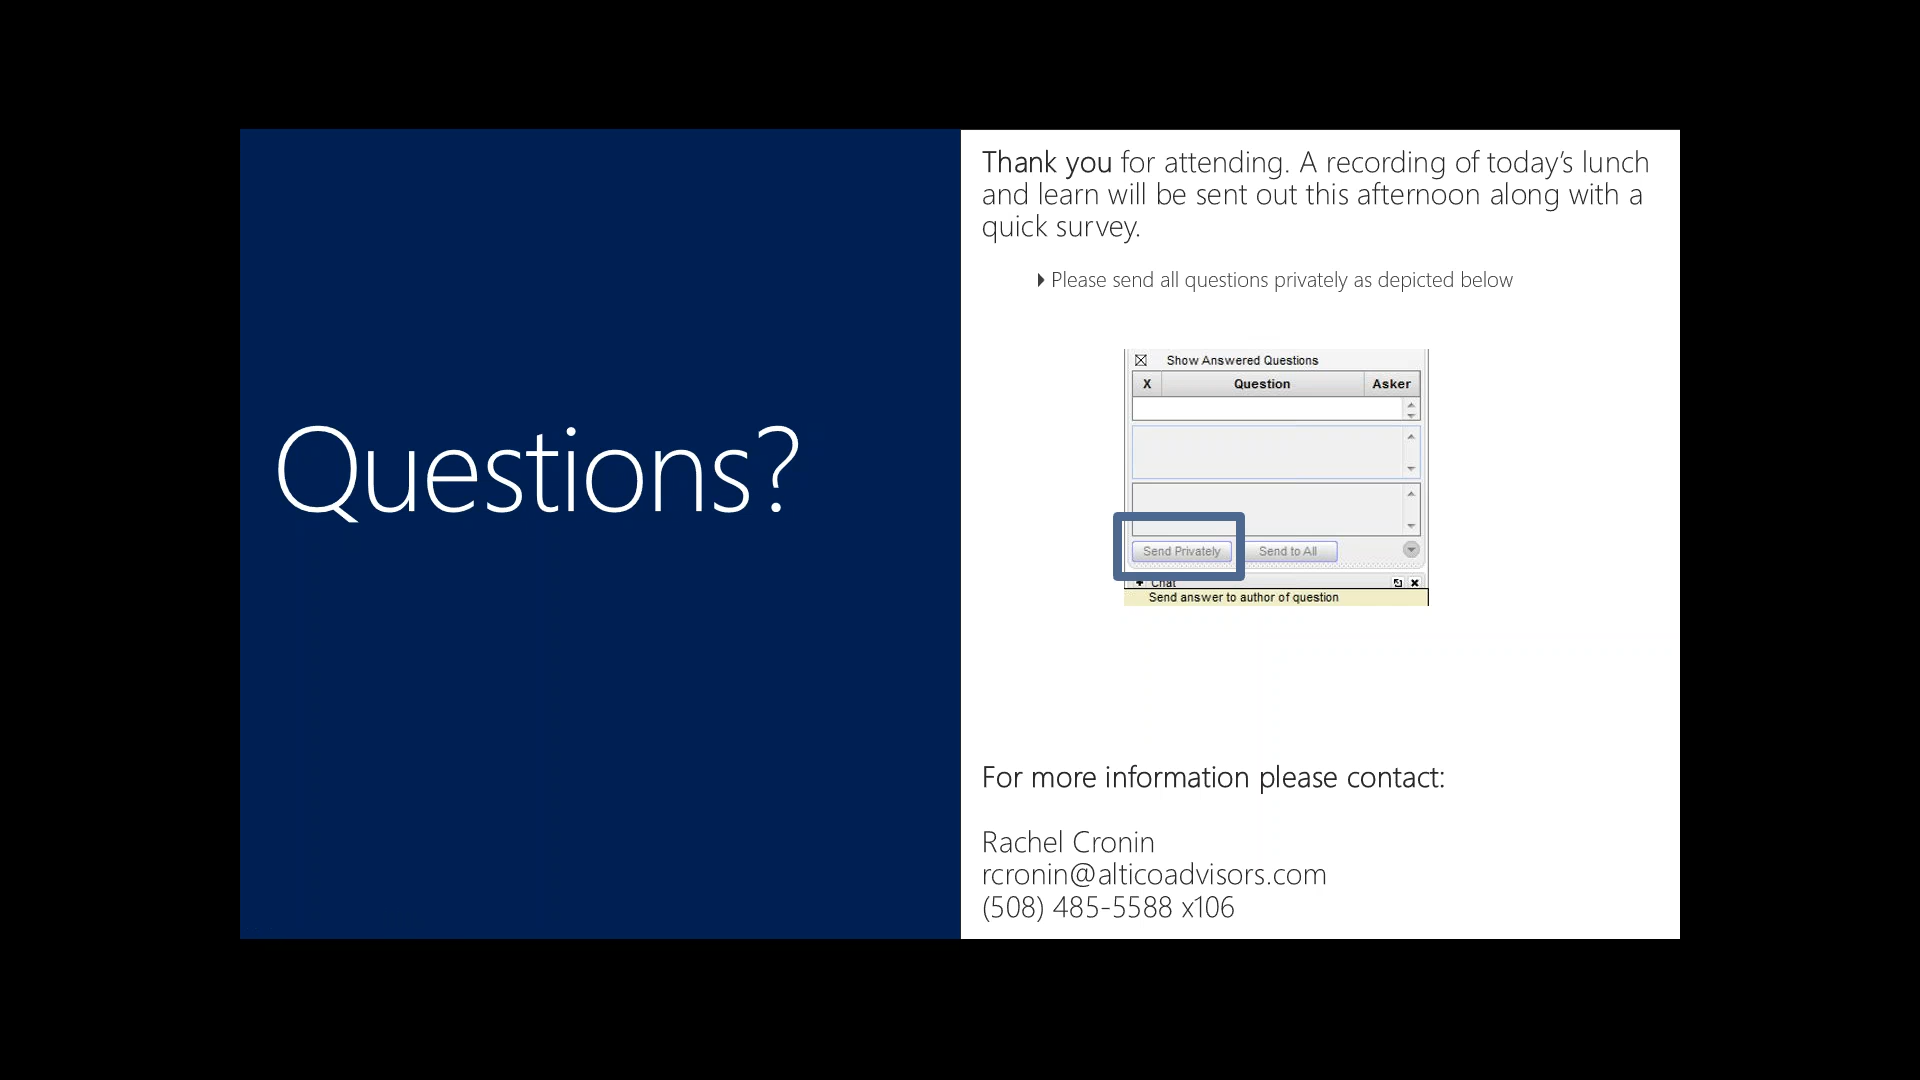 Questions?
Thank you for attending. A recording of today’s lunch
and learn will be sent out this afternoon along with a
quick survey.
Please send all questions privately as depicted below
Show Answered Questions
X Question Asker
Send Privately Send to All
Chat
Send answer to author of question
For more information please contact:
Rachel Cronin
rcronin@alticoadvisors.com
(508) 485-5588 x106